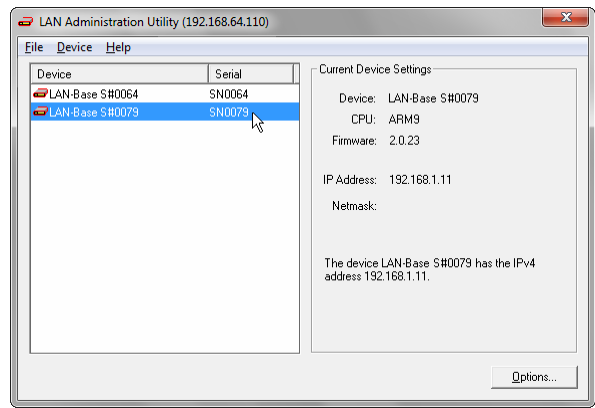 LAN Administration Utility (192.168.64.110)
File Device Help
Device Serial
LAN-Base S#0064 SN0064
LAN-Base S#0079 SN0079
Current Device Settings
Device: LAN-Base S#0079
CPU: ARM9
Firmware: 2.0.23
IP Address: 192.168.1.11
Netmask:
The device LAN-Base S#0079 has the IPv4
address 192.168.1.11.
Options...